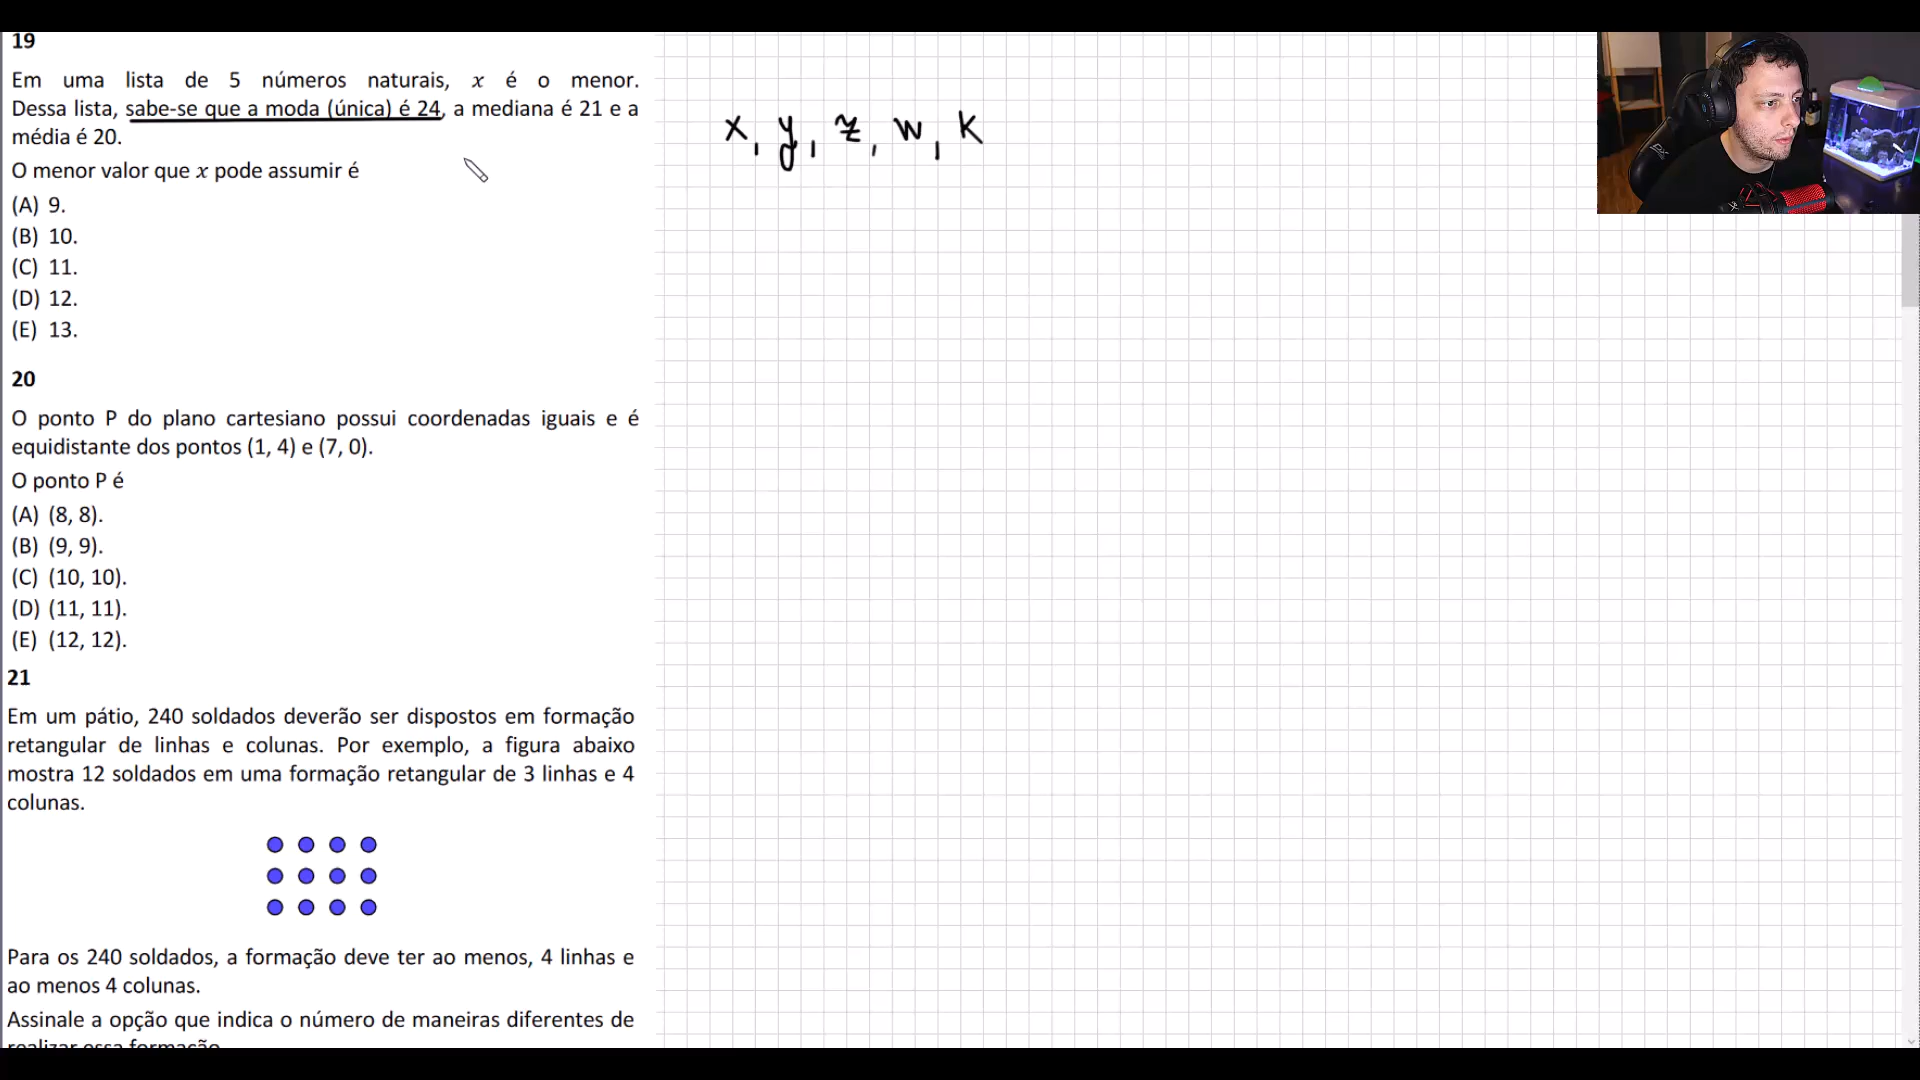 19
Em uma lista de 5 números naturais, x é o menor.
Dessa lista, sabe-se que a moda (única) é 24, a mediana é 21 e a
média é 20.
O menor valor que x pode assumir é
(A) 9.
(B) 10.
(C) 11.
(D) 12.
(E) 13.
20
O ponto P do plano cartesiano possui coordenadas iguais e é
equidistante dos pontos (1, 4) e (7, 0).
O ponto P é
(A) (8, 8).
(B) (9, 9).
(C) (10, 10).
(D) (11, 11).
(E) (12, 12).
21
Em um pátio, 240 soldados deverão ser dispostos em formação
retangular de linhas e colunas. Por exemplo, a figura abaixo
mostra 12 soldados em uma formação retangular de 3 linhas e 4
colunas.
Para os 240 soldados, a formação deve ter ao menos, 4 linhas e
ao menos 4 colunas.
Assinale a opção que indica o número de maneiras diferentes de
realizar essa formação
x, y, z, w, k